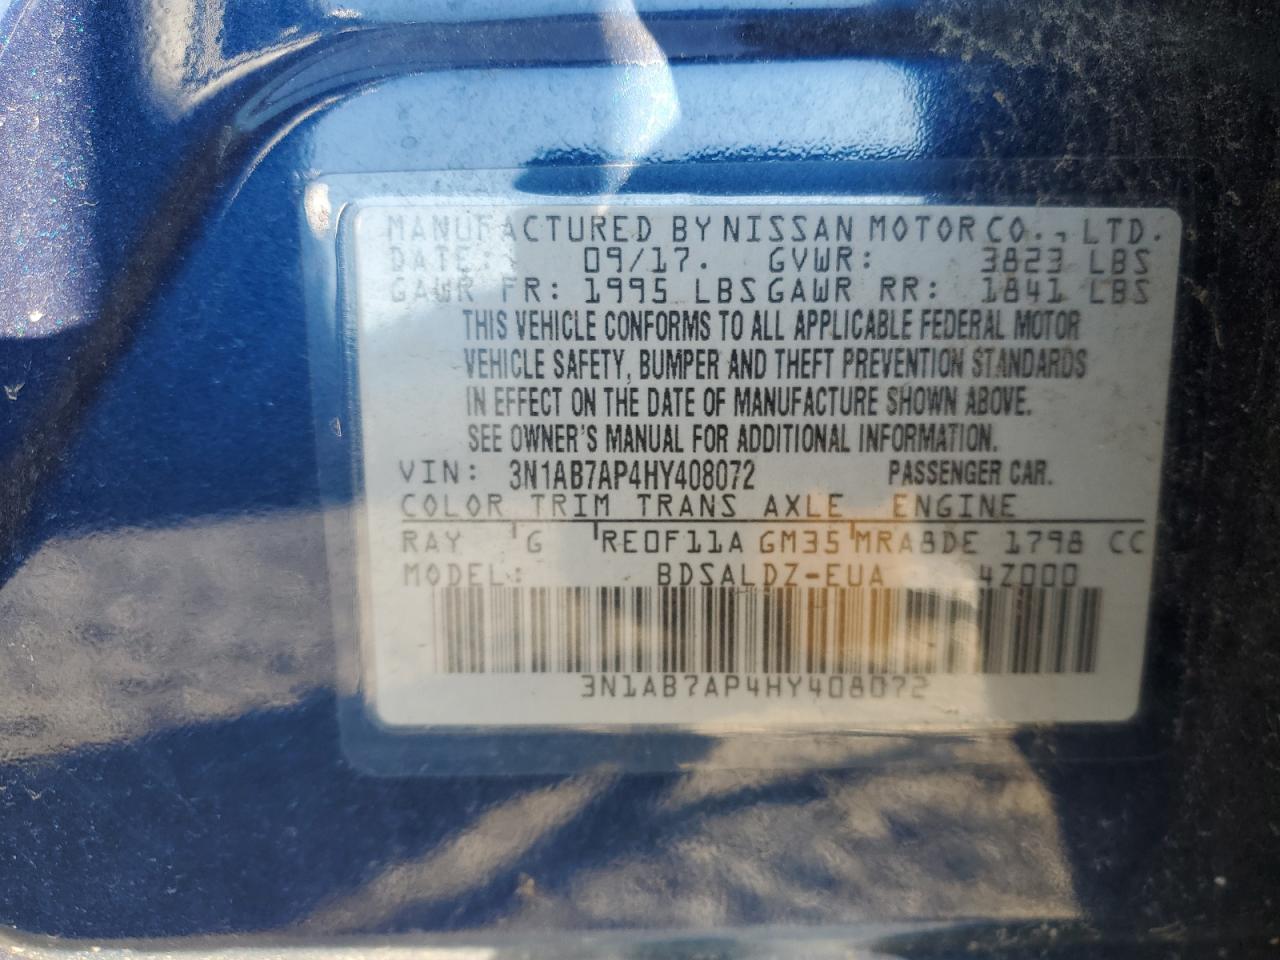 MANUFACTURED BY NISSAN MOTOR CO., LTD.
DATE: 09/17. GVWR: 3823 LBS
GAWR FR: 1995 LBS GAWR RR: 1841 LBS
THIS VEHICLE CONFORMS TO ALL APPLICABLE FEDERAL MOTOR
VEHICLE SAFETY, BUMPER AND THEFT PREVENTION STANDARDS
IN EFFECT ON THE DATE OF MANUFACTURE SHOWN ABOVE.
SEE OWNER'S MANUAL FOR ADDITIONAL INFORMATION.
VIN: 3N1AB7AP4HY408072 PASSENGER CAR.
COLOR TRIM TRANS AXLE ENGINE
RAY G RE0F11A GM35 MRA8DE 1798 CC
MODEL: BDSALDZ-EUA 4Z000
3N1AB7AP4HY408072